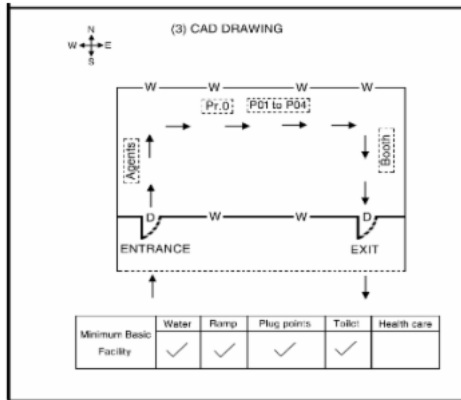 (3) CAD DRAWING
N
W E
S
W W W W
Pr.0 P01 to P04
Agents
Booth
D W W D
ENTRANCE EXIT
Minimum Basic Facility Water Ramp Plug points Toilet Health care